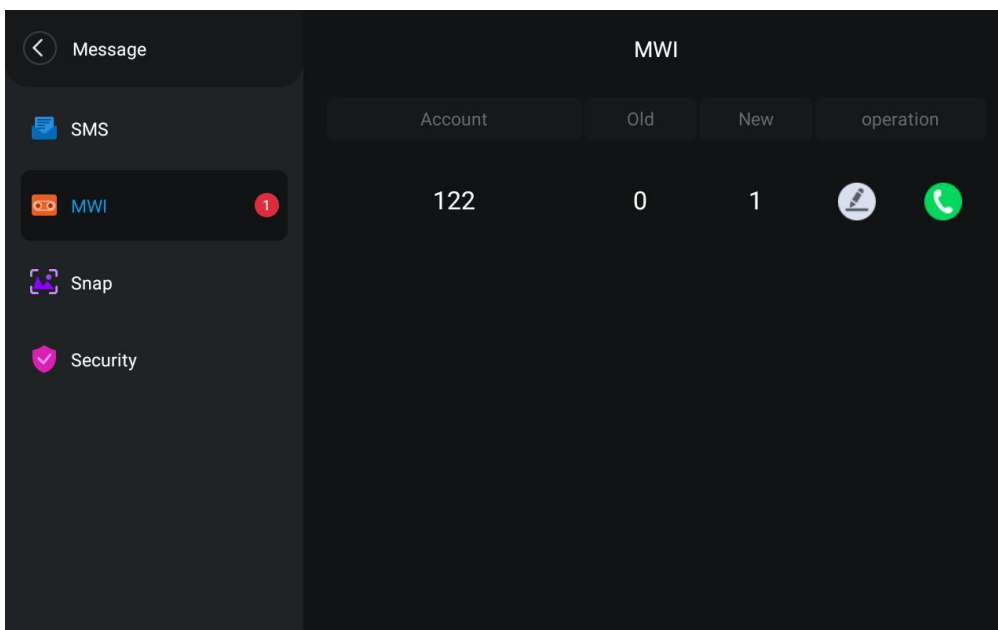 Message
MWI
SMS
Account Old New operation
MWI 1
122 0 1
Snap
Security